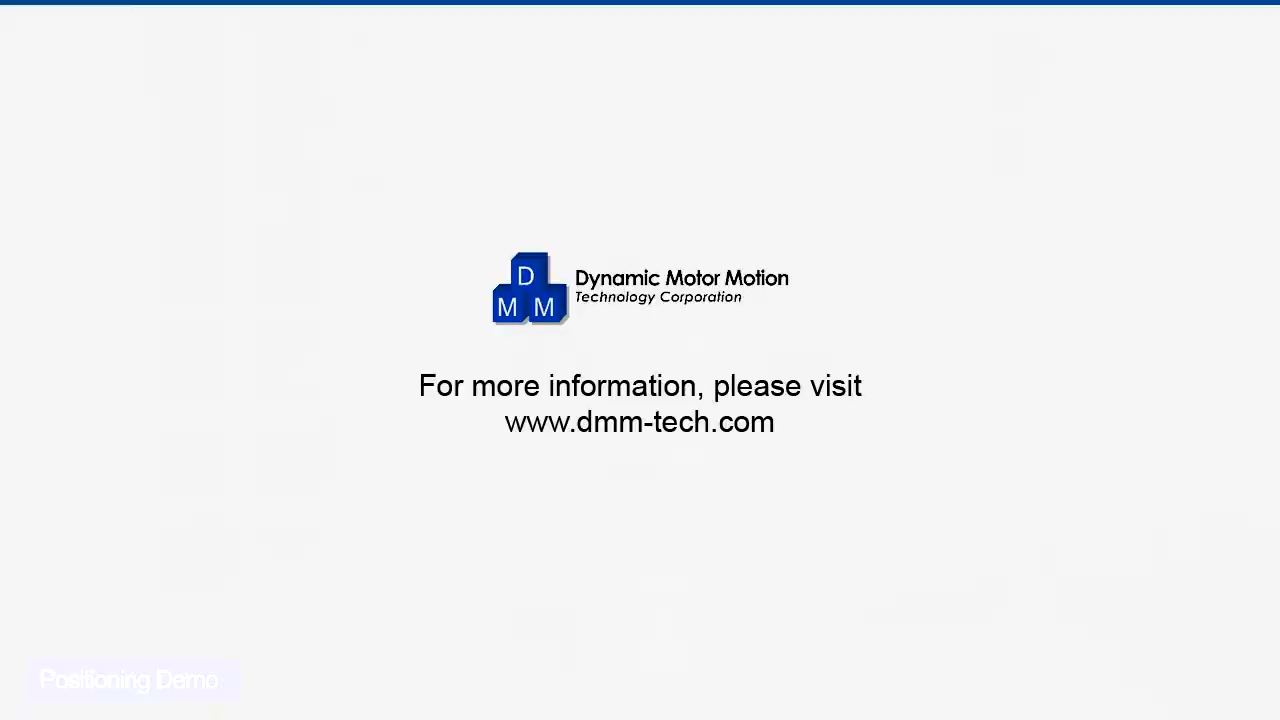 D
M M
Dynamic Motor Motion
Technology Corporation
For more information, please visit
www.dmm-tech.com
Positioning Demo